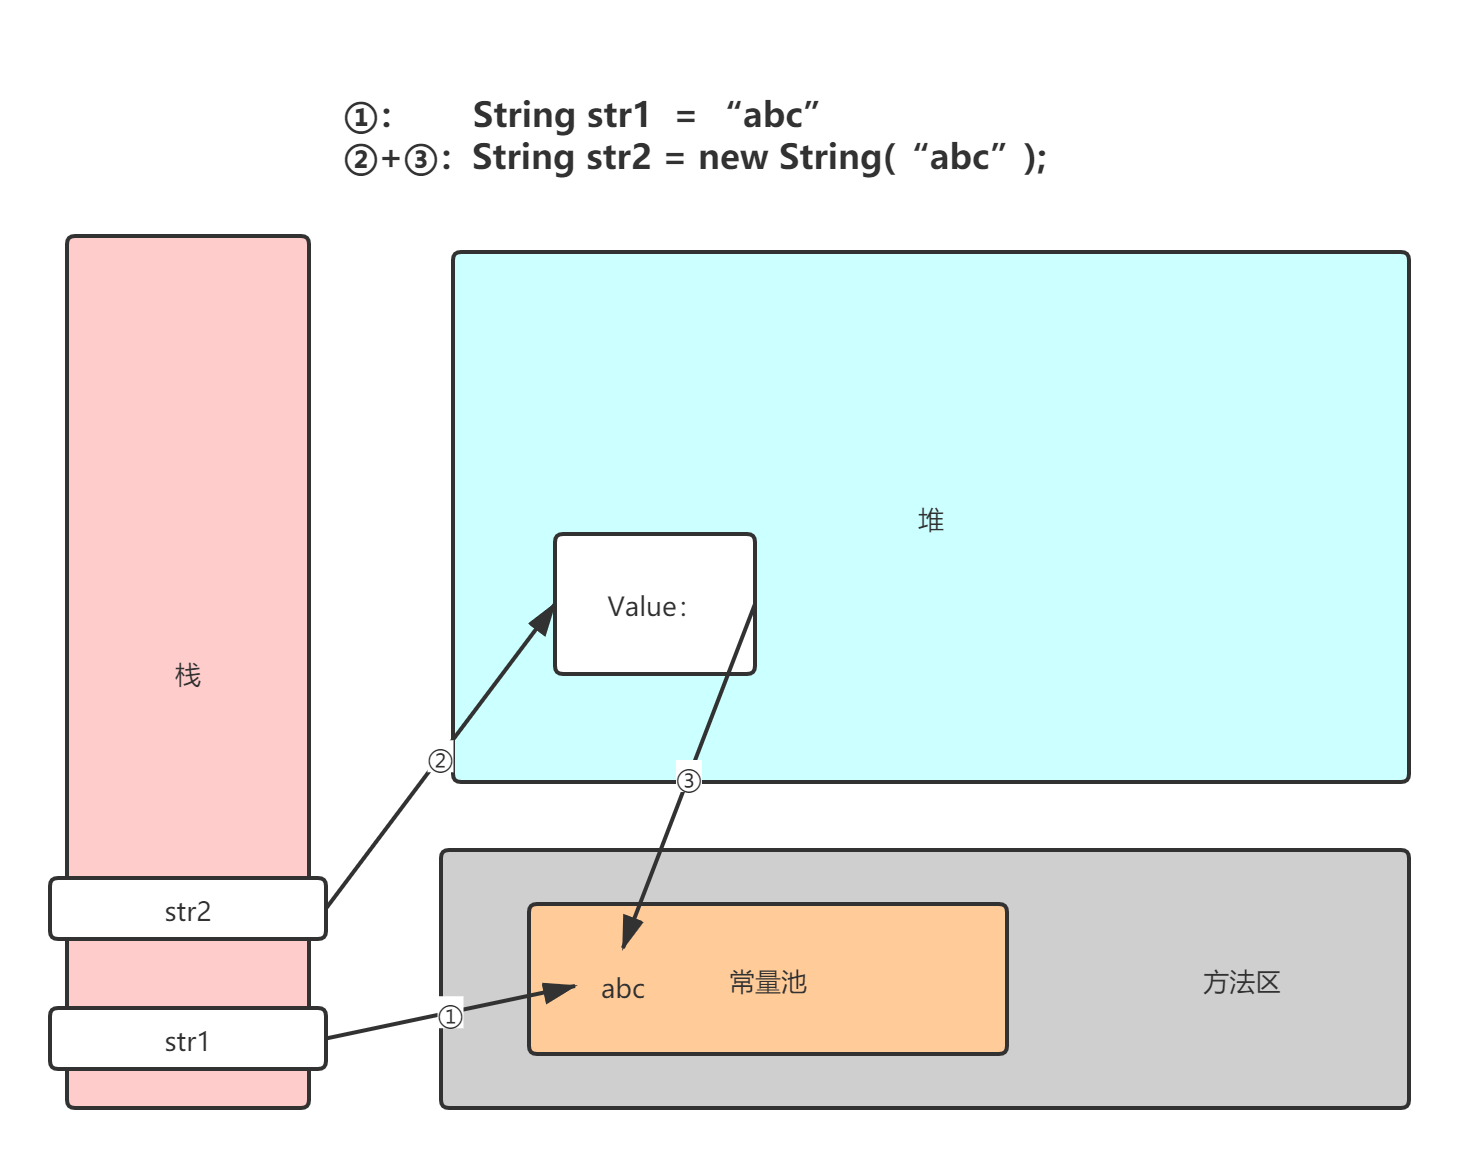 ①： String str1 = “abc”
②+③：String str2 = new String( “abc” );
堆
Value：
栈
②
③
str2
常量池
方法区
abc
①
str1